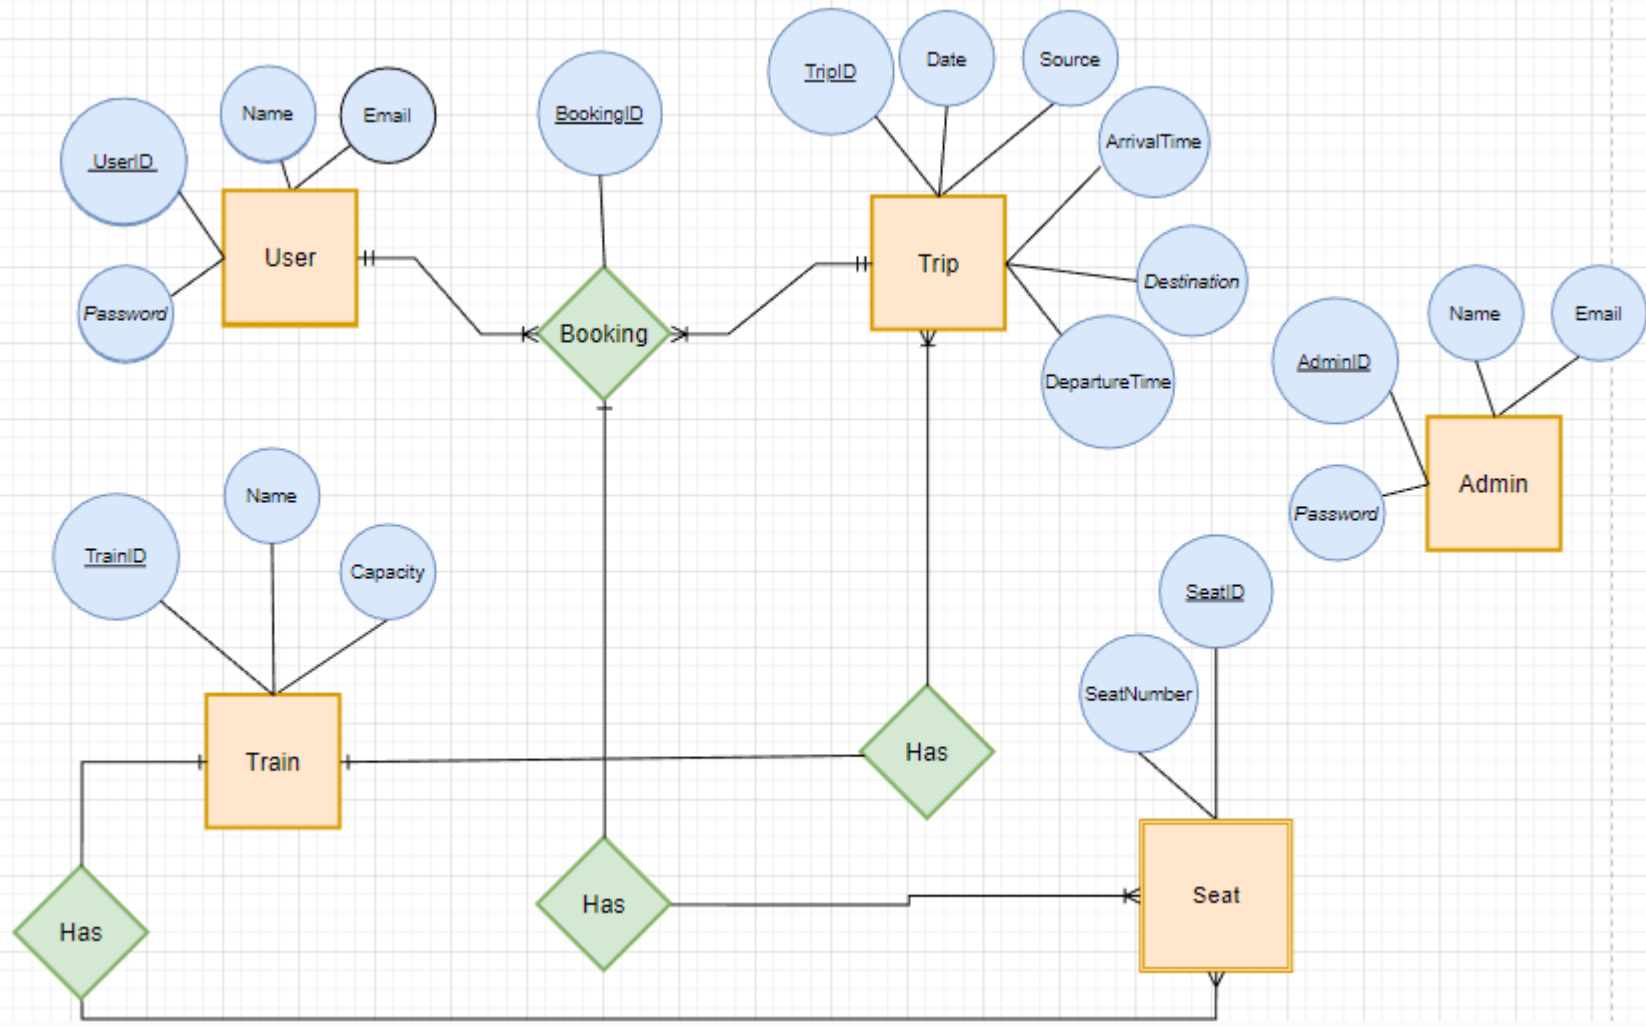 TripID
Date
Source
Name
Email
BookingID
ArrivalTime
UserID
User
Trip
Destination
Password
Booking
DepartureTime
Name
Email
AdminID
Admin
Password
Name
TrainID
Capacity
SeatID
SeatNumber
Train
Has
Has
Has
Seat